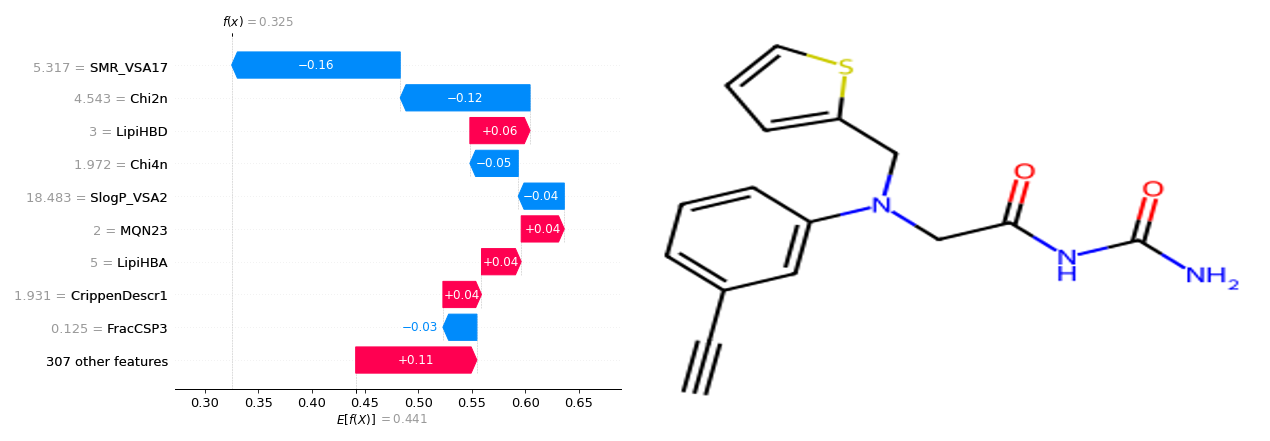 f(x) = 0.325
5.317 = SMR_VSA17 −0.16
4.543 = Chi2n −0.12
3 = LipiHBD +0.06
1.972 = Chi4n −0.05
18.483 = SlogP_VSA2 −0.04
2 = MQN23 +0.04
5 = LipiHBA +0.04
1.931 = CrippenDescr1 +0.04
0.125 = FracCSP3 −0.03
307 other features +0.11
0.30 0.35 0.40 0.45 0.50 0.55 0.60 0.65
E[f(X)] = 0.441
S
O
O
N
N
H
NH2